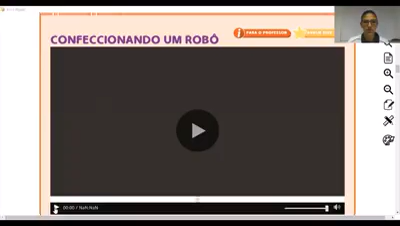 CONFECCIONANDO UM ROBÔ
PARA O PROFESSOR
00:00 / NaN:NaN